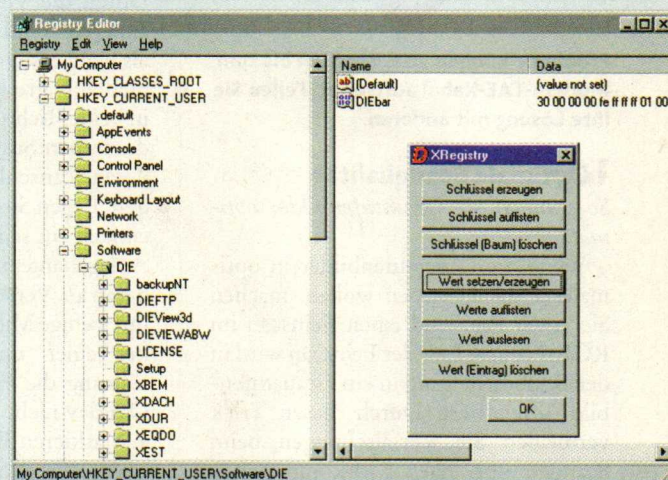 Registry Editor
Registry Edit View Help
My Computer
HKEY_CLASSES_ROOT
HKEY_CURRENT_USER
.default
AppEvents
Console
Control Panel
Environment
Keyboard Layout
Network
Printers
Software
DIE
backupNT
DIEFTP
DIEView3d
DIEVIEWABW
LICENSE
Setup
XBEM
XDACH
XDUR
XEQDO
XEST
Name Data
(Default) (value not set)
DIEbar 30 00 00 00 fe ff ff ff 01 00
XRegistry
Schlüssel erzeugen
Schlüssel auflisten
Schlüssel (Baum) löschen
Wert setzen/erzeugen
Werte auflisten
Wert auslesen
Wert (Eintrag) löschen
OK
My Computer\HKEY_CURRENT_USER\Software\DIE